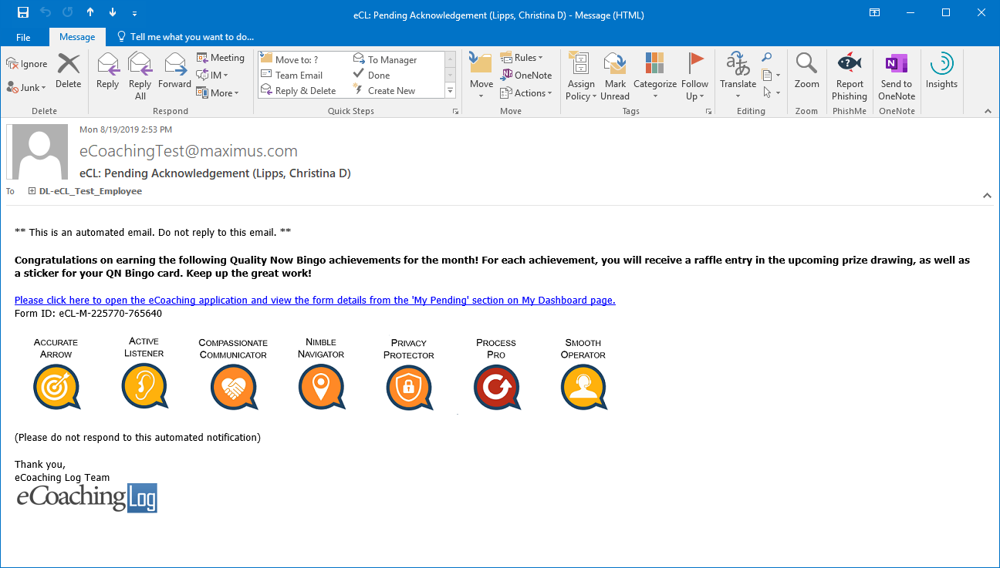 eCL: Pending Acknowledgement (Lipps, Christina D) - Message (HTML)
File
Message
Tell me what you want to do...
Ignore
Junk
Delete
Delete
Reply
Reply All
Forward
Meeting
IM
More
Respond
Move to: ?
Team Email
Reply & Delete
To Manager
Done
Create New
Quick Steps
Move
Rules
OneNote
Actions
Move
Assign Policy
Mark Unread
Categorize
Follow Up
Tags
Translate
Editing
Zoom
Zoom
Report Phishing
PhishMe
Send to OneNote
OneNote
Insights
Mon 8/19/2019 2:53 PM
eCoachingTest@maximus.com
eCL: Pending Acknowledgement (Lipps, Christina D)
To DL-eCL_Test_Employee
** This is an automated email. Do not reply to this email. **
Congratulations on earning the following Quality Now Bingo achievements for the month! For each achievement, you will receive a raffle entry in the upcoming prize drawing, as well as
a sticker for your QN Bingo card. Keep up the great work!
Please click here to open the eCoaching application and view the form details from the 'My Pending' section on My Dashboard page.
Form ID: eCL-M-225770-765640
ACCURATE
ARROW
ACTIVE
LISTENER
COMPASSIONATE
COMMUNICATOR
NIMBLE
NAVIGATOR
PRIVACY
PROTECTOR
PROCESS
PRO
SMOOTH
OPERATOR
(Please do not respond to this automated notification)
Thank you,
eCoaching Log Team
eCoaching Log